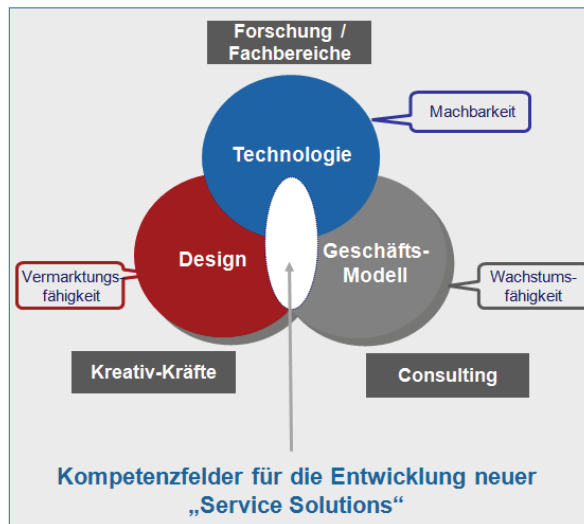 Forschung /
Fachbereiche
Machbarkeit
Technologie
Design
Geschäfts-
Modell
Vermarktungs-
fähigkeit
Wachstums-
fähigkeit
Kreativ-Kräfte
Consulting
Kompetenzfelder für die Entwicklung neuer
„Service Solutions“